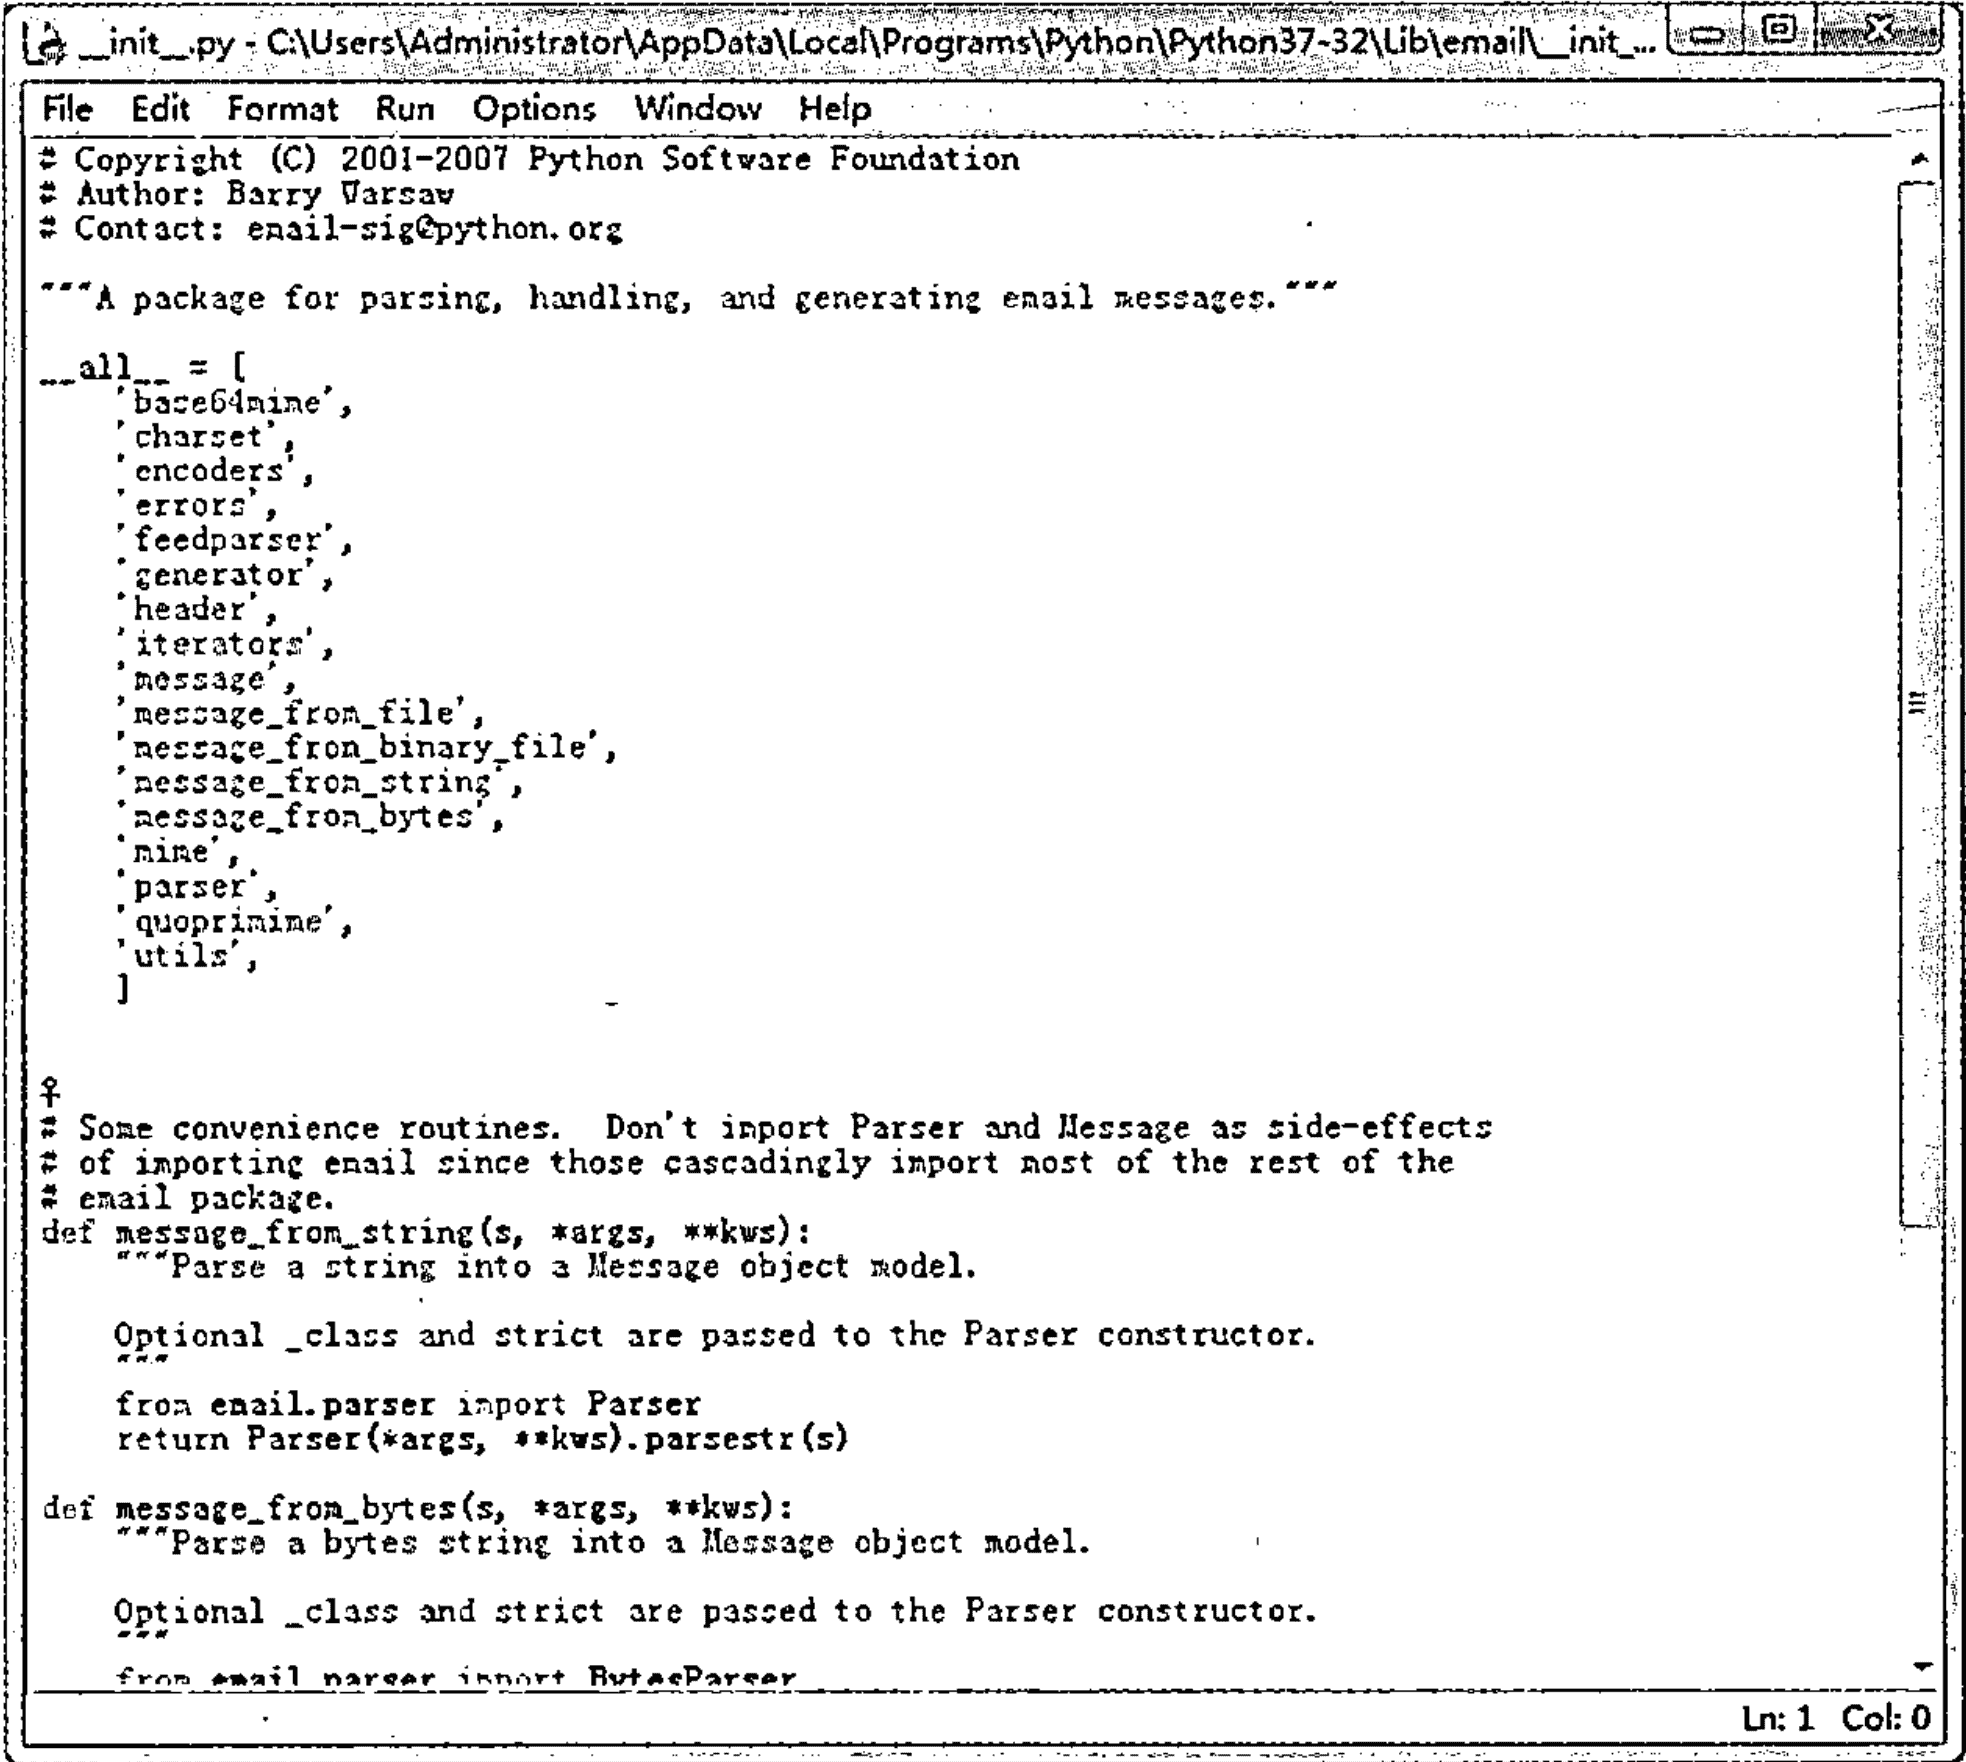 __init__.py - C:\Users\Administrator\AppData\Local\Programs\Python\Python37-32\Lib\email\__init_...
File Edit Format Run Options Window Help
# Copyright (C) 2001-2007 Python Software Foundation
# Author: Barry Warsaw
# Contact: email-sig@python.org
"""A package for parsing, handling, and generating email messages."""
__all__ = [
    'base64mime',
    'charset',
    'encoders',
    'errors',
    'feedparser',
    'generator',
    'header',
    'iterators',
    'message',
    'message_from_file',
    'message_from_binary_file',
    'message_from_string',
    'message_from_bytes',
    'mime',
    'parser',
    'quoprimime',
    'utils',
    ]
# Some convenience routines.  Don't import Parser and Message as side-effects
# of importing email since those cascadingly import most of the rest of the
# email package.
def message_from_string(s, *args, **kws):
    """Parse a string into a Message object model.
    Optional _class and strict are passed to the Parser constructor.
    """
    from email.parser import Parser
    return Parser(*args, **kws).parsestr(s)
def message_from_bytes(s, *args, **kws):
    """Parse a bytes string into a Message object model.
    Optional _class and strict are passed to the Parser constructor.
    """
    from email.parser import BytesParser
Ln: 1 Col: 0